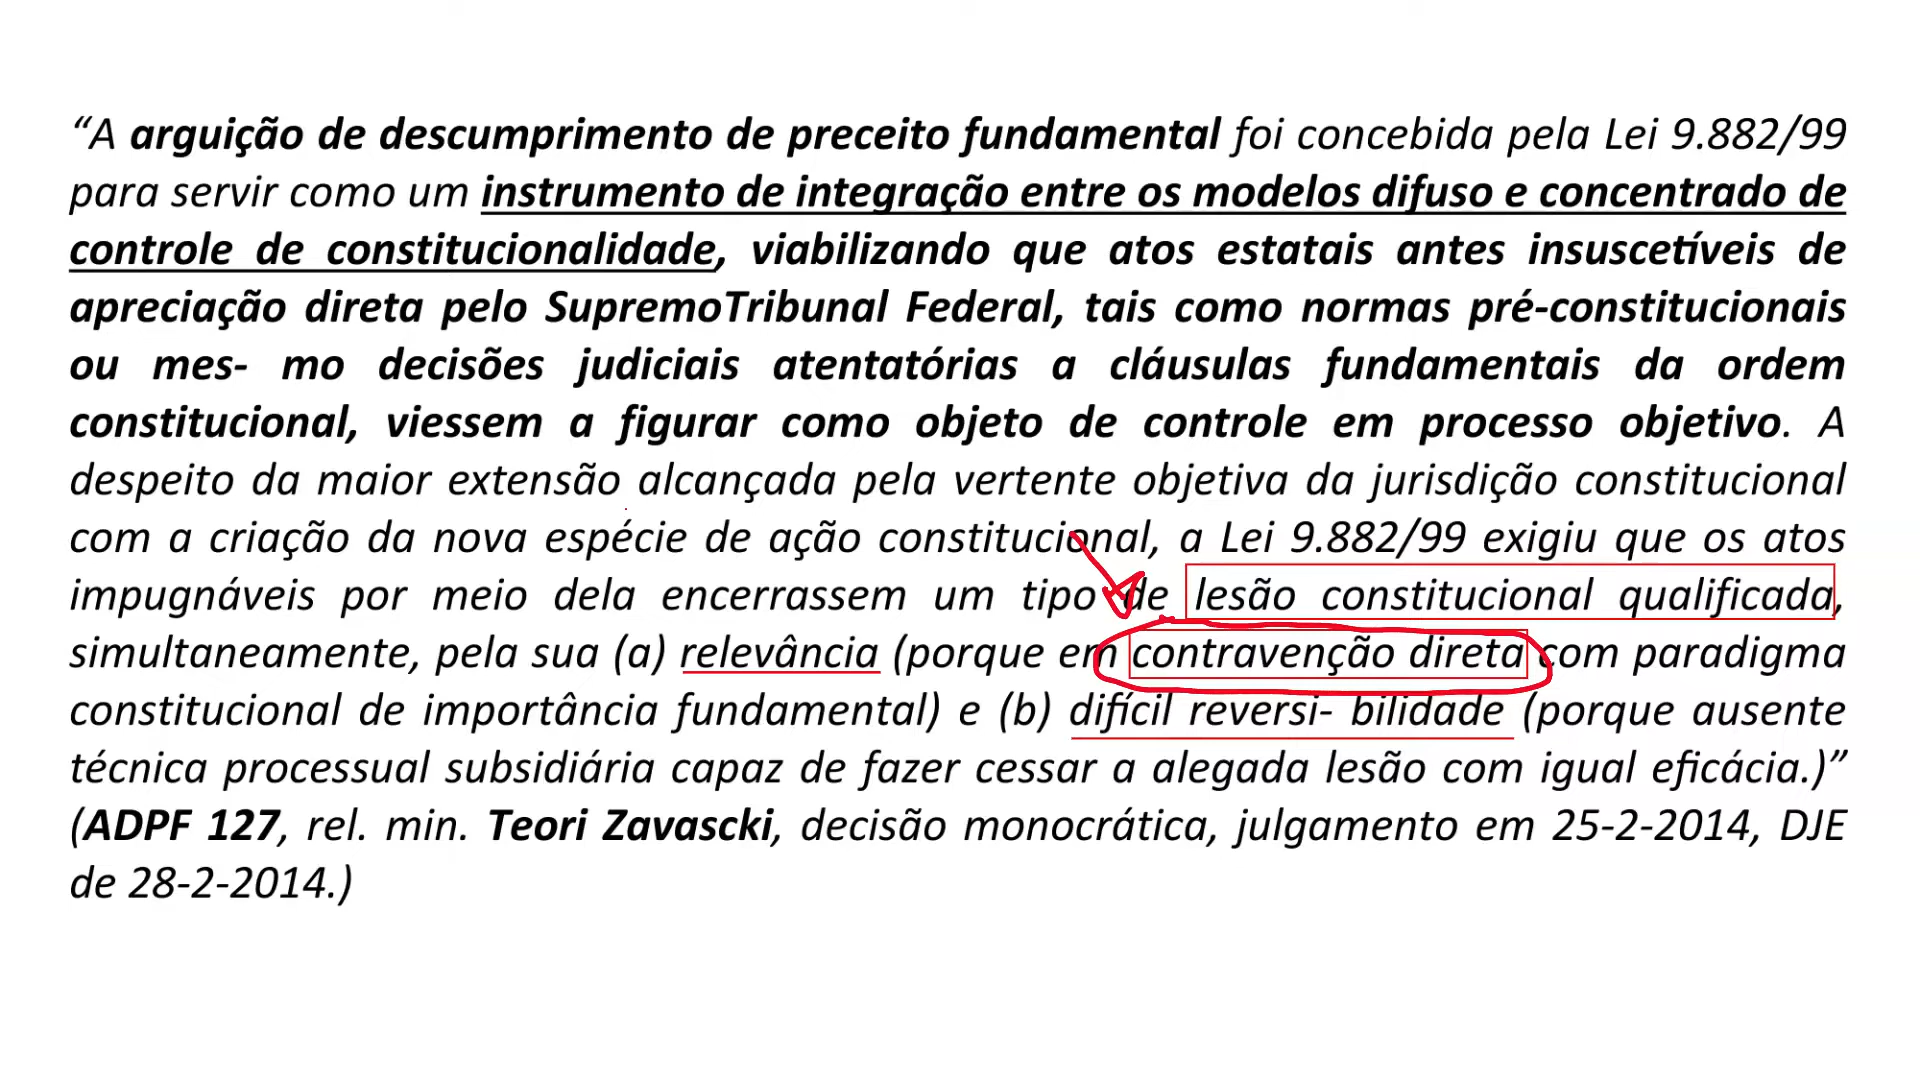 “A arguição de descumprimento de preceito fundamental foi concebida pela Lei 9.882/99
para servir como um instrumento de integração entre os modelos difuso e concentrado de
controle de constitucionalidade, viabilizando que atos estatais antes insuscetíveis de
apreciação direta pelo SupremoTribunal Federal, tais como normas pré-constitucionais
ou mes- mo decisões judiciais atentatórias a cláusulas fundamentais da ordem
constitucional, viessem a figurar como objeto de controle em processo objetivo. A
despeito da maior extensão alcançada pela vertente objetiva da jurisdição constitucional
com a criação da nova espécie de ação constitucional, a Lei 9.882/99 exigiu que os atos
impugnáveis por meio dela encerrassem um tipo de lesão constitucional qualificada,
simultaneamente, pela sua (a) relevância (porque em contravenção direta com paradigma
constitucional de importância fundamental) e (b) difícil reversi- bilidade (porque ausente
técnica processual subsidiária capaz de fazer cessar a alegada lesão com igual eficácia.)”
(ADPF 127, rel. min. Teori Zavascki, decisão monocrática, julgamento em 25-2-2014, DJE
de 28-2-2014.)